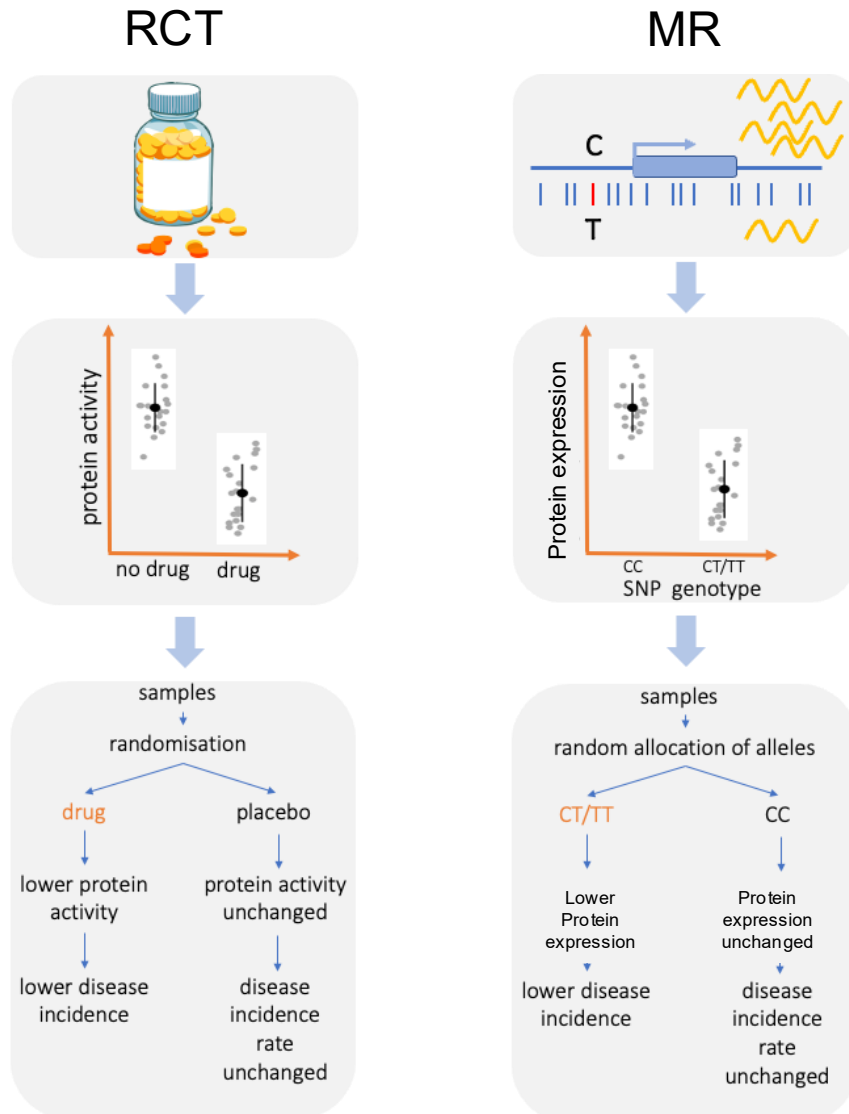 RCT
protein activity
no drug
drug
samples
randomisation
drug
placebo
lower protein
activity
protein activity
unchanged
lower disease
incidence
disease
incidence
rate
unchanged
MR
C
T
Protein expression
CC
CT/TT
SNP genotype
samples
random allocation of alleles
CT/TT
CC
Lower
Protein
expression
Protein
expression
unchanged
lower disease
incidence
disease
incidence
rate
unchanged